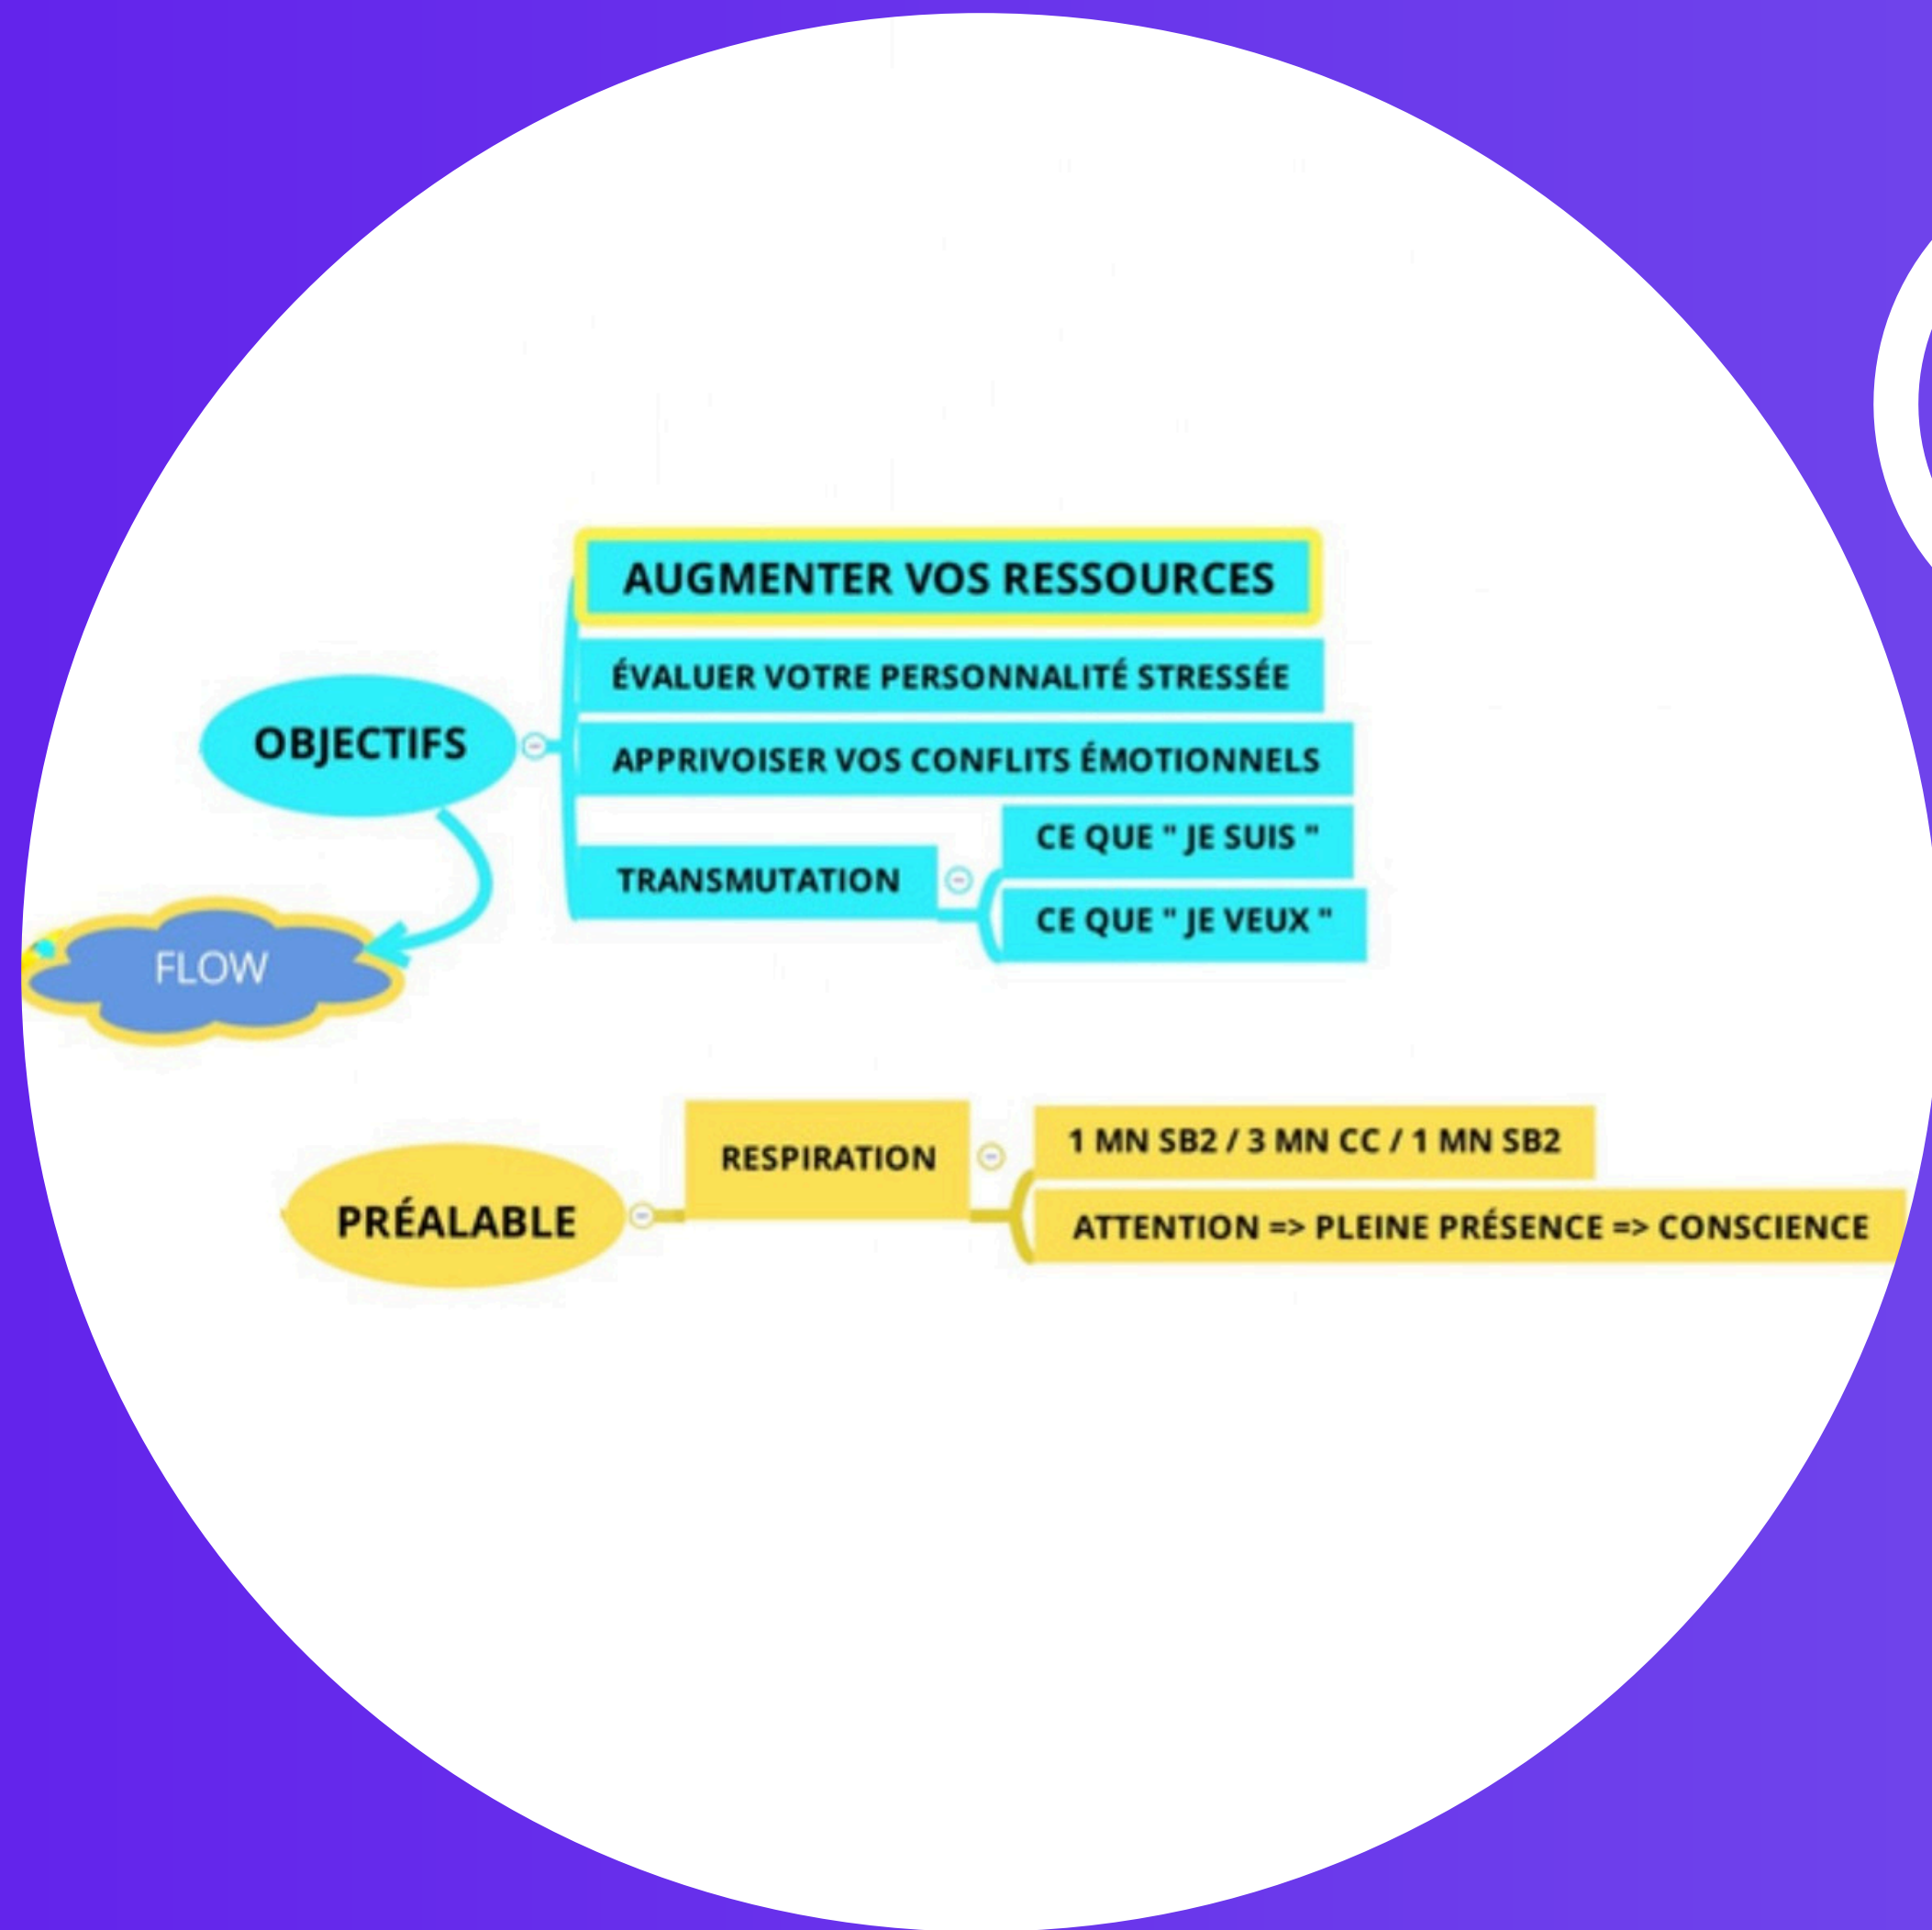 AUGMENTER VOS RESSOURCES
ÉVALUER VOTRE PERSONNALITÉ STRESSÉE
OBJECTIFS
APPRIVOISER VOS CONFLITS ÉMOTIONNELS
CE QUE " JE SUIS "
TRANSMUTATION
CE QUE " JE VEUX "
FLOW
1 MN SB2 / 3 MN CC / 1 MN SB2
RESPIRATION
PRÉALABLE
ATTENTION => PLEINE PRÉSENCE => CONSCIENCE